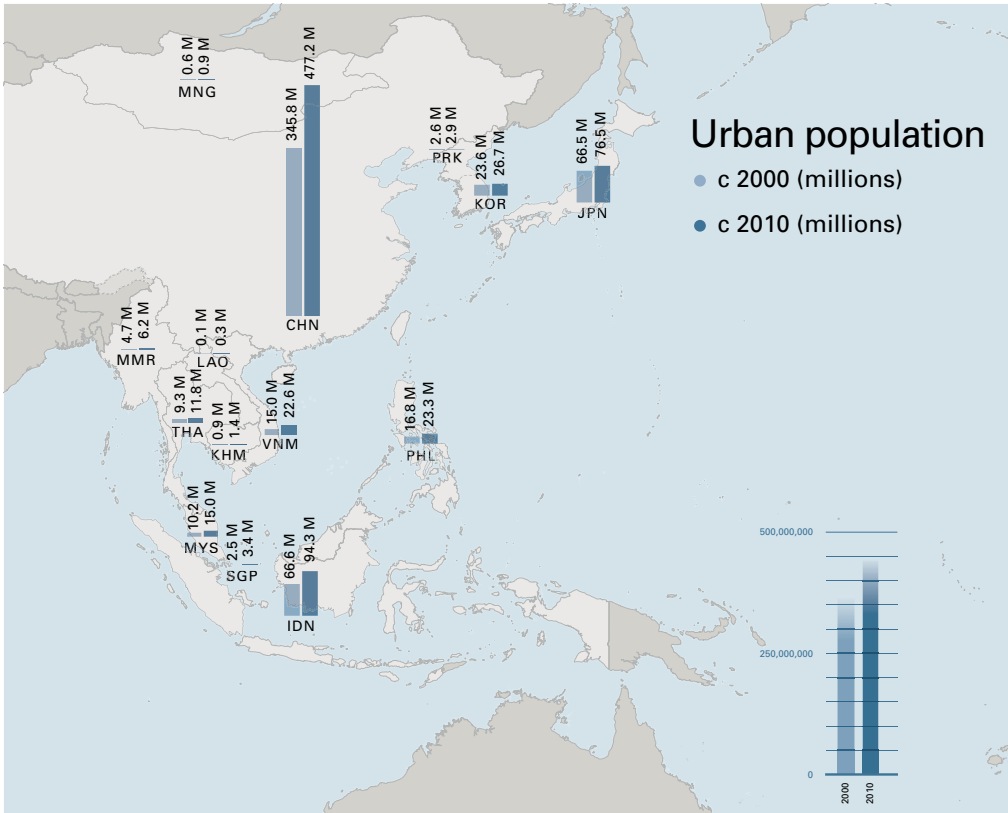 0.6 M
0.9 M
MNG
345.8 M
477.2 M
CHN
2.6 M
2.9 M
PRK
23.6 M
26.7 M
KOR
66.5 M
76.5 M
JPN
Urban population
c 2000 (millions)
c 2010 (millions)
4.7 M
6.2 M
MMR
0.1 M
0.3 M
LAO
9.3 M
11.8 M
THA
0.9 M
1.4 M
KHM
15.0 M
22.6 M
VNM
16.8 M
23.3 M
PHL
10.2 M
15.0 M
MYS
2.5 M
3.4 M
SGP
66.6 M
94.3 M
IDN
500,000,000
250,000,000
0
2000
2010